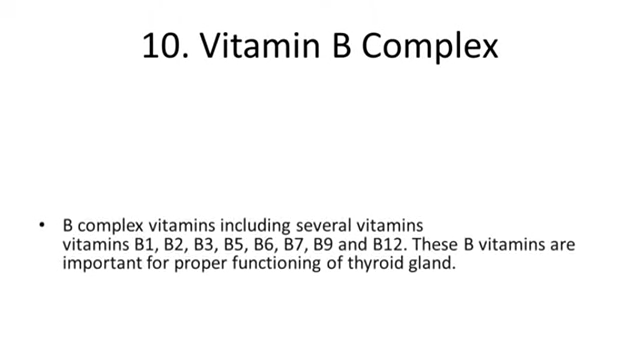 10. Vitamin B Complex
• B complex vitamins including several vitamins
vitamins B1, B2, B3, B5, B6, B7, B9 and B12. These B vitamins are
important for proper functioning of thyroid gland.